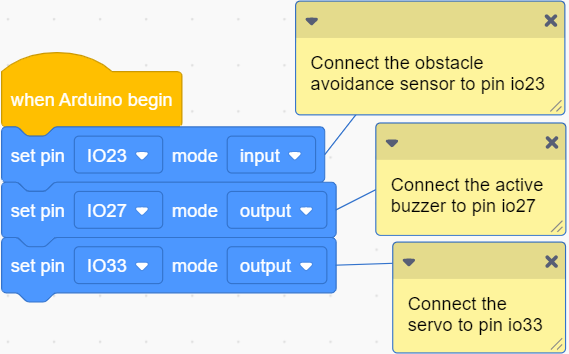 Connect the obstacle
avoidance sensor to pin io23
when Arduino begin
set pin IO23 mode input
Connect the active
buzzer to pin io27
set pin IO27 mode output
set pin IO33 mode output
Connect the
servo to pin io33